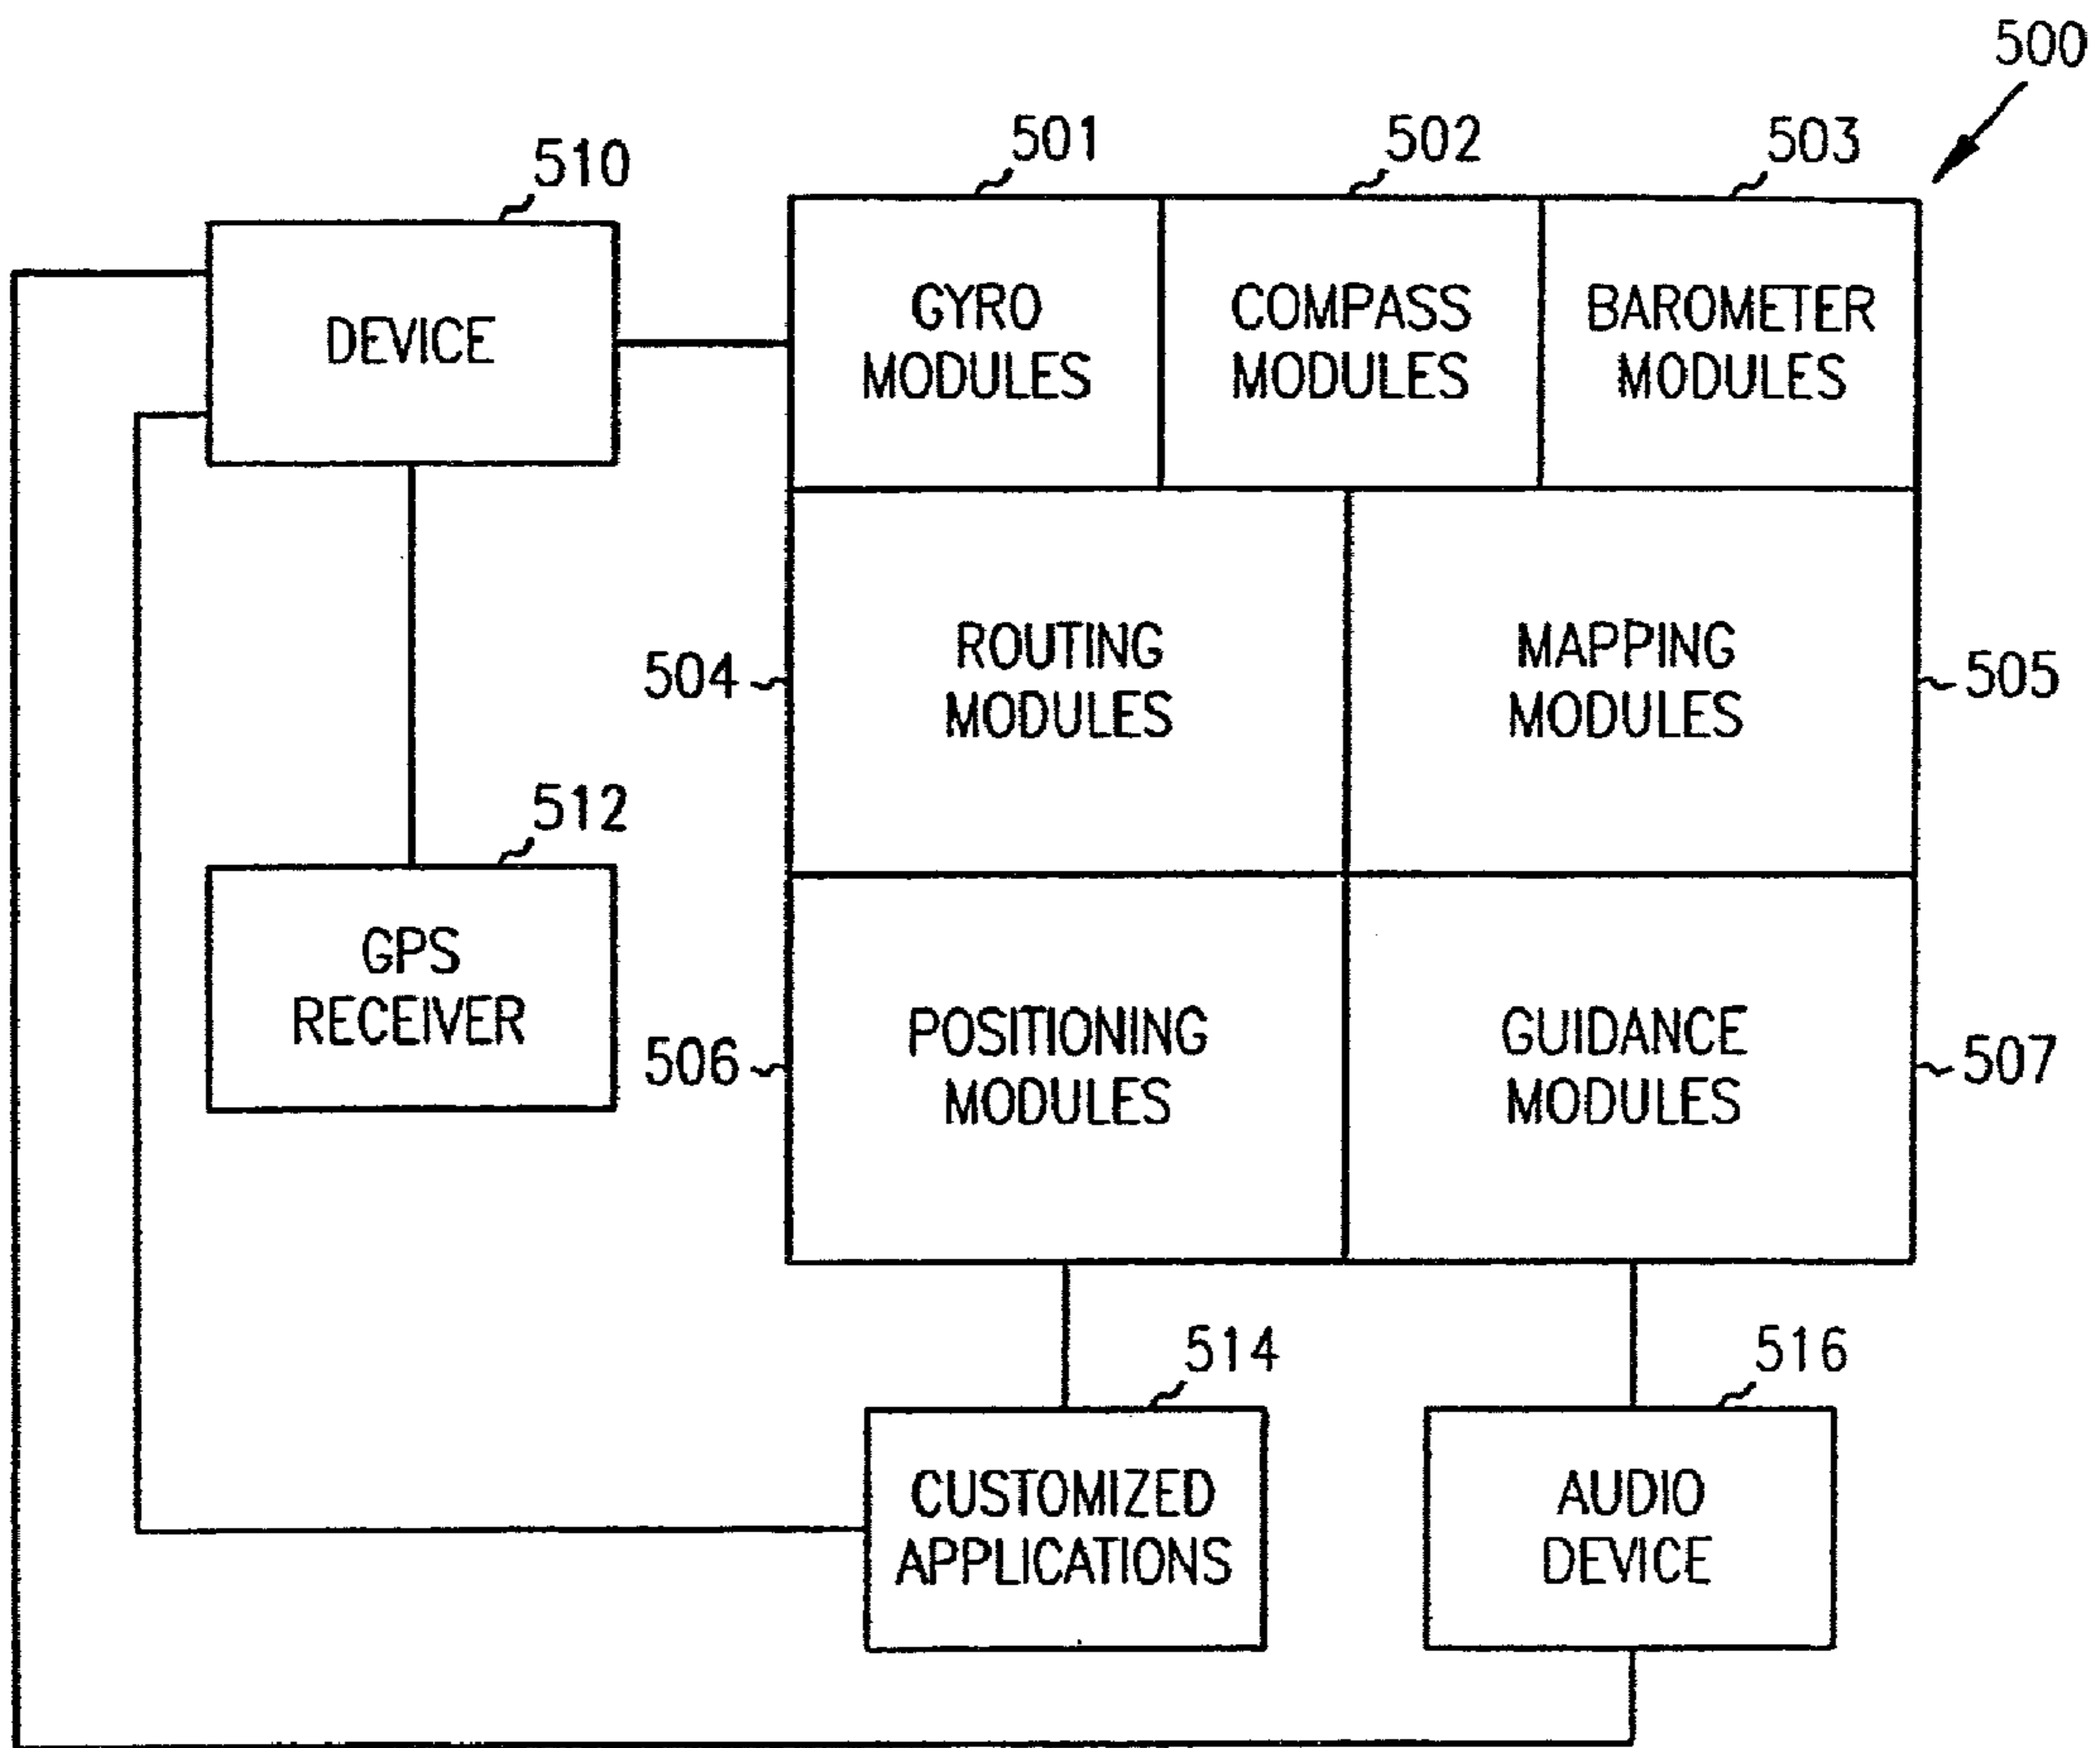 500
501
502
503
510
DEVICE
GYRO
MODULES
COMPASS
MODULES
BAROMETER
MODULES
504
ROUTING
MODULES
MAPPING
MODULES
505
512
GPS
RECEIVER
506
POSITIONING
MODULES
GUIDANCE
MODULES
507
514
516
CUSTOMIZED
APPLICATIONS
AUDIO
DEVICE